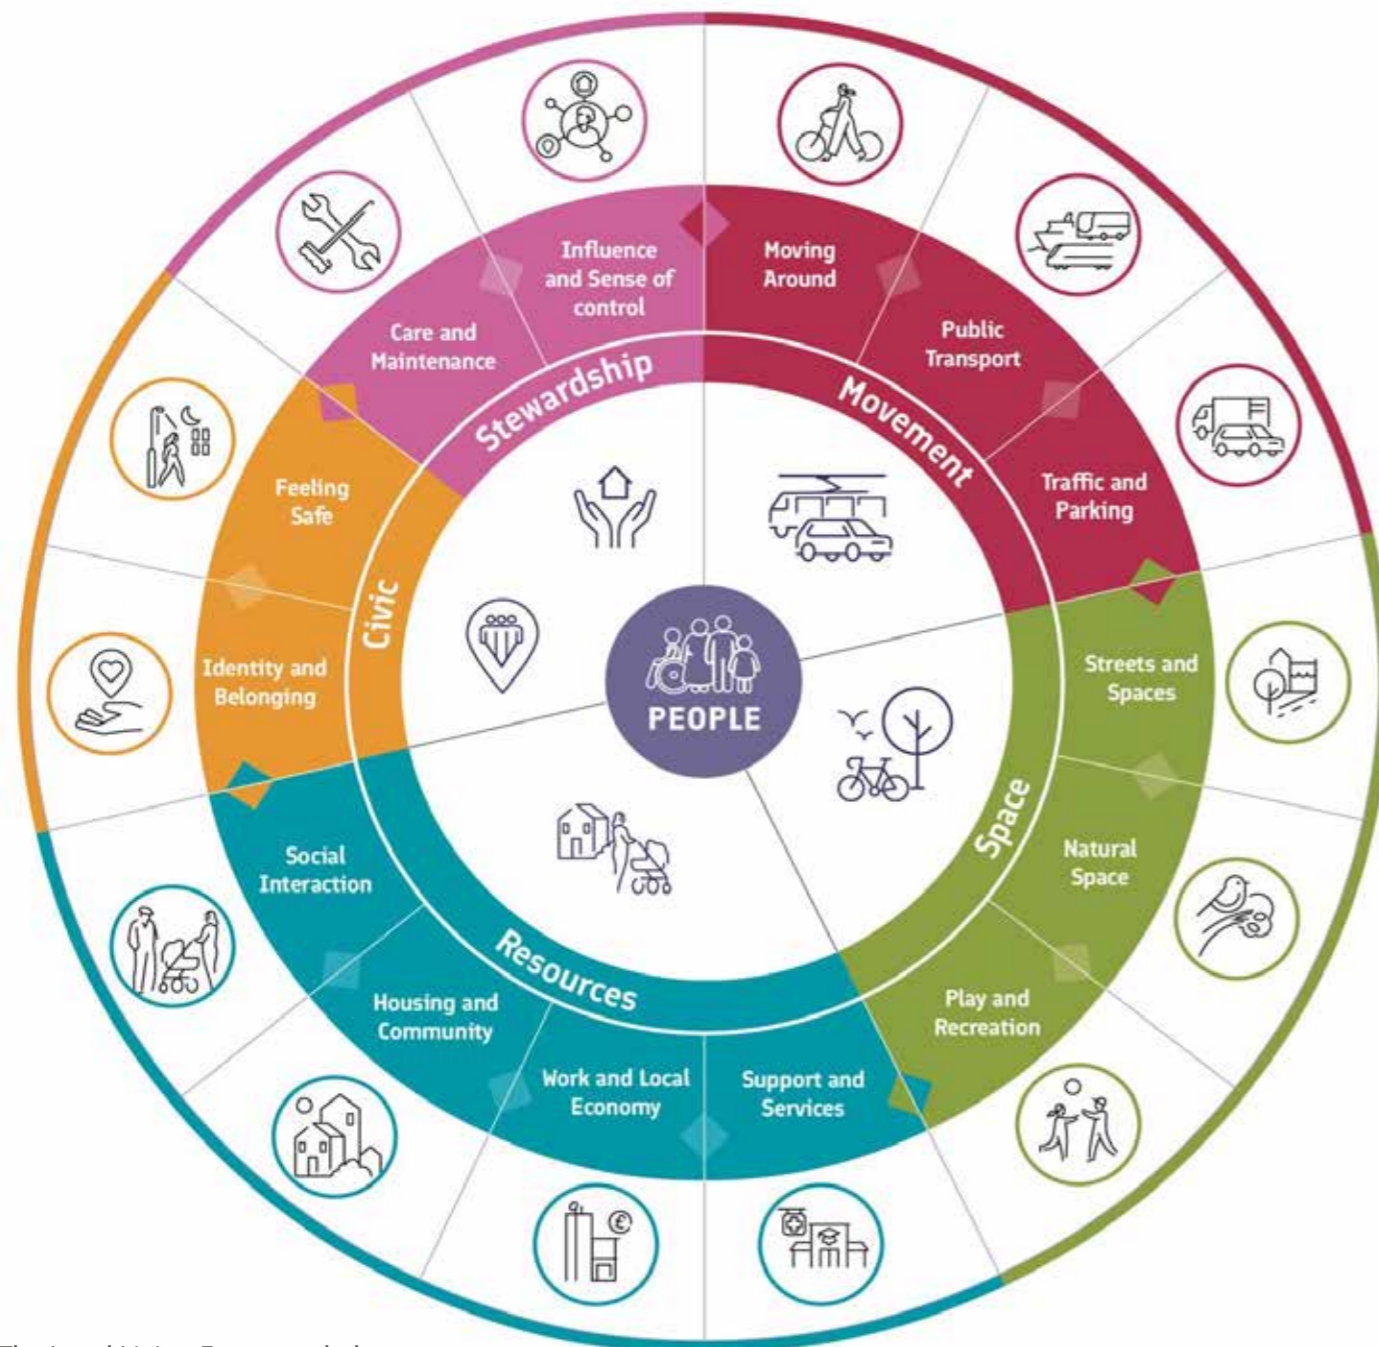 Influence
and Sense of
control
Moving
Around
Care and
Maintenance
Public
Transport
Stewardship
Movement
Feeling
Safe
Traffic and
Parking
Civic
Identity and
Belonging
PEOPLE
Streets and
Spaces
Space
Natural
Space
Social
Interaction
Resources
Housing and
Community
Play and
Recreation
Work and Local
Economy
Support and
Services
€